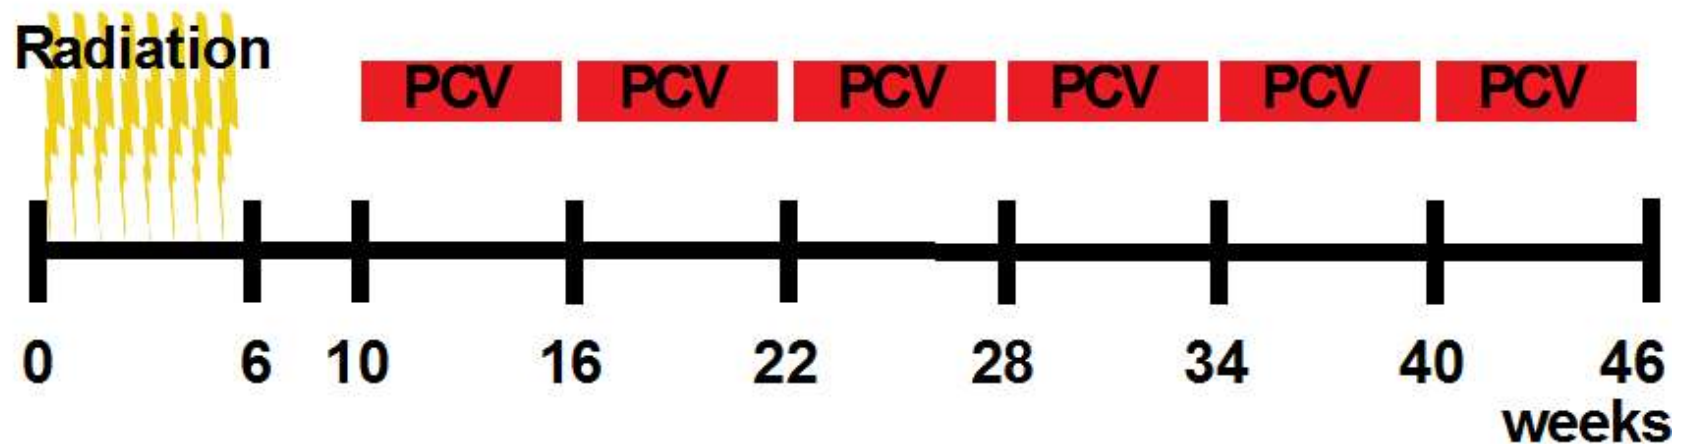 Radiation
PCV PCV PCV PCV PCV PCV
0 6 10 16 22 28 34 40 46
weeks